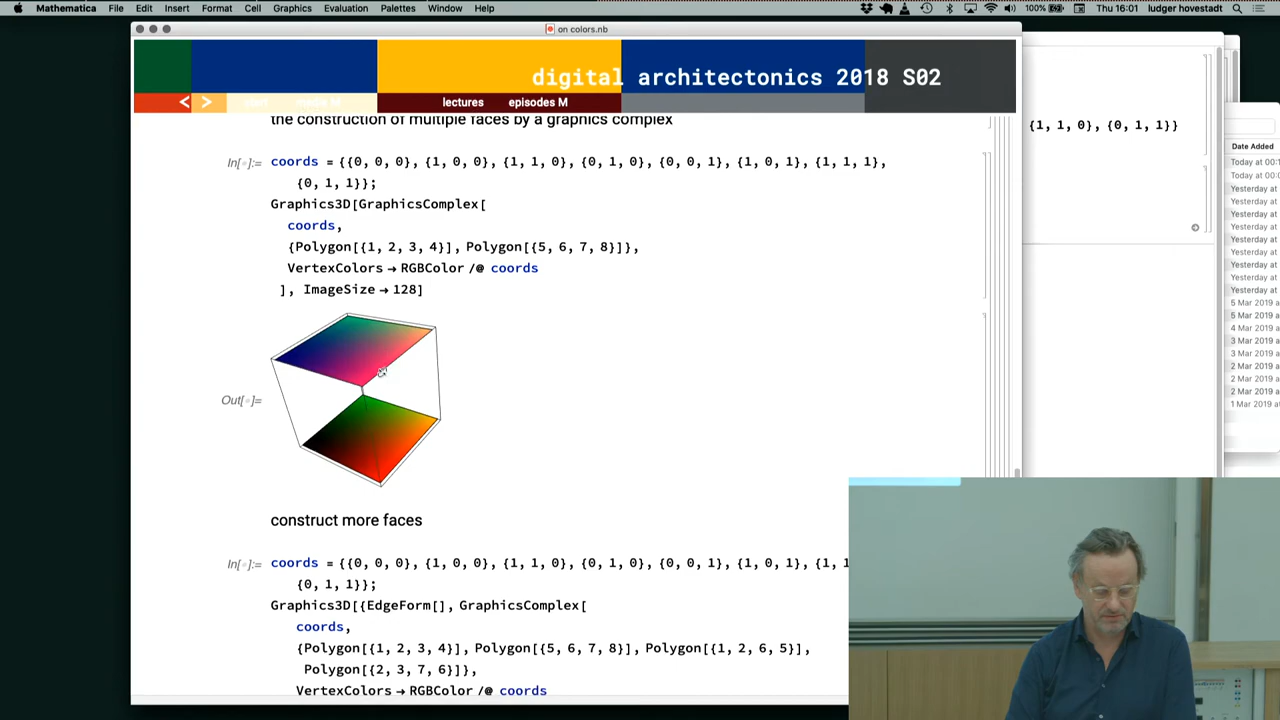 Mathematica File Edit Insert Format Cell Graphics Evaluation Palettes Window Help
100% Thu 16:01 ludger hovestadt
on colors.nb
digital architectonics 2018 S02
< > start media M lectures episodes M
the construction of multiple faces by a graphics complex
In[ ]:= coords = {{0, 0, 0}, {1, 0, 0}, {1, 1, 0}, {0, 1, 0}, {0, 0, 1}, {1, 0, 1}, {1, 1, 1},
{0, 1, 1}};
Graphics3D[GraphicsComplex[
coords,
{Polygon[{1, 2, 3, 4}], Polygon[{5, 6, 7, 8}]},
VertexColors → RGBColor /@ coords
], ImageSize → 128]
Out[ ]=
construct more faces
In[ ]:= coords = {{0, 0, 0}, {1, 0, 0}, {1, 1, 0}, {0, 1, 0}, {0, 0, 1}, {1, 0, 1}, {1, 1
{0, 1, 1}};
Graphics3D[{EdgeForm[], GraphicsComplex[
coords,
{Polygon[{1, 2, 3, 4}], Polygon[{5, 6, 7, 8}], Polygon[{1, 2, 6, 5}],
Polygon[{2, 3, 7, 6}]},
VertexColors → RGBColor /@ coords
{1, 1, 0}, {0, 1, 1}}
Date Added
Today at 00:
Today at 00:
Yesterday at
Yesterday at
Yesterday at
Yesterday at
Yesterday at
Yesterday at
Yesterday at
Yesterday at
Yesterday at
5 Mar 2019 a
5 Mar 2019 a
4 Mar 2019 a
3 Mar 2019 a
3 Mar 2019 a
2 Mar 2019 a
2 Mar 2019 a
2 Mar 2019 a
1 Mar 2019 at